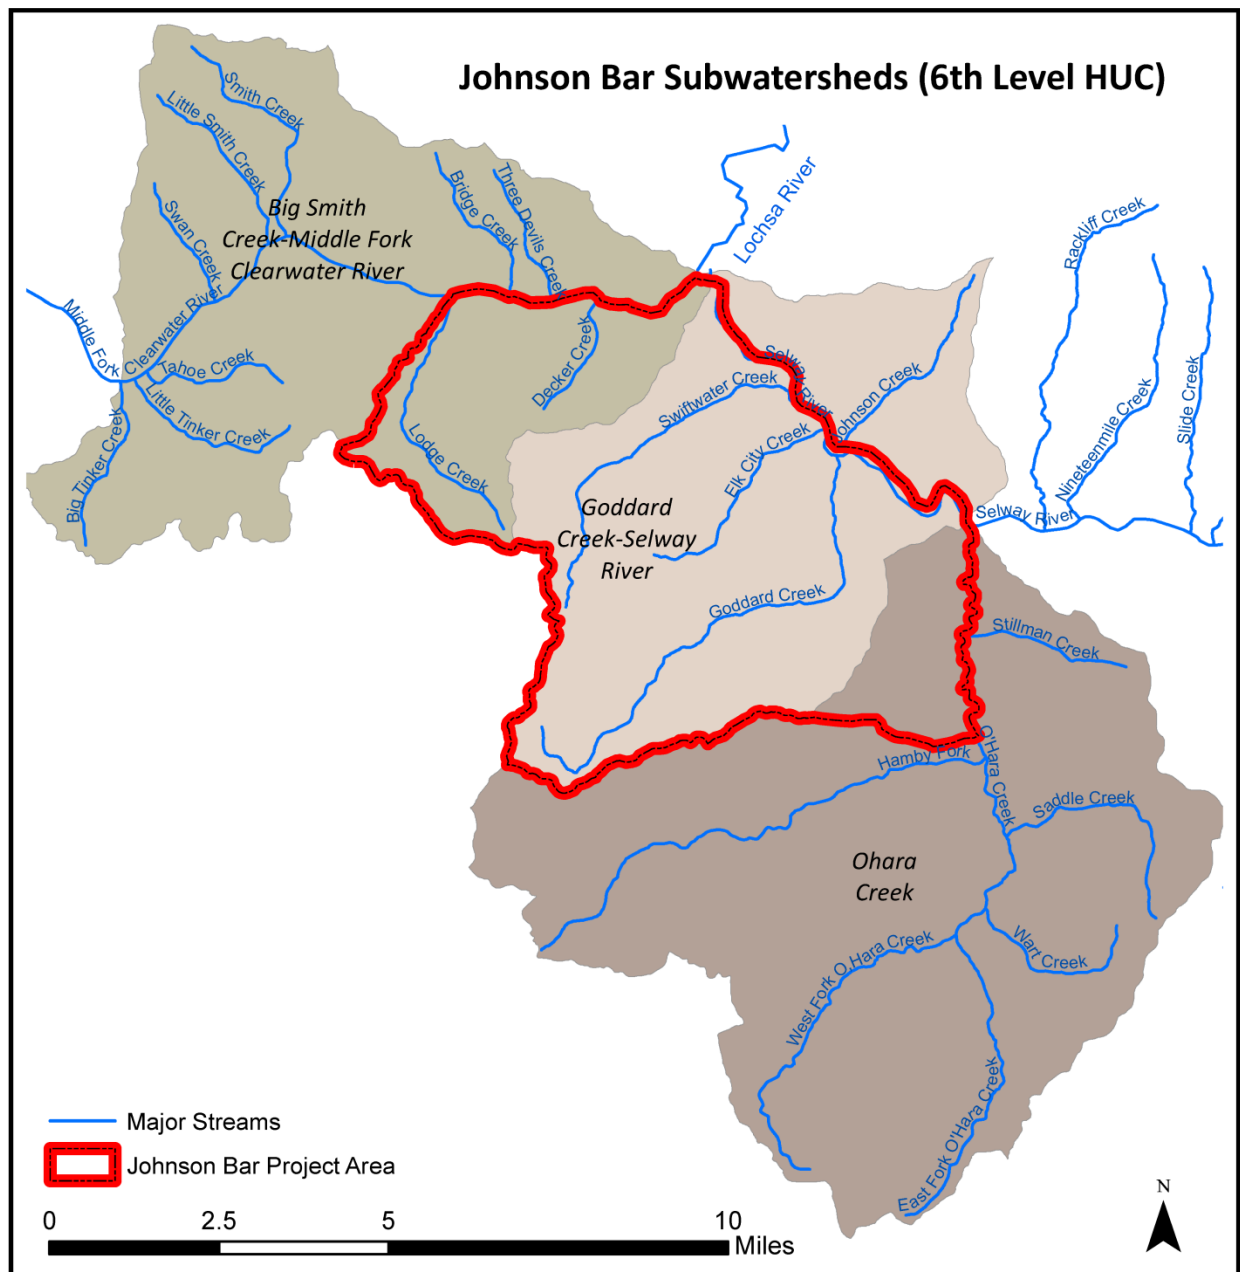 Johnson Bar Subwatersheds (6th Level HUC)
Smith Creek
Little Smith Creek
Swan Creek
Big Smith
Creek-Middle Fork
Clearwater River
Bridge Creek
Three Devils Creek
Lochsa River
Rackliff Creek
Nineteenmile Creek
Slide Creek
Selway River
Middle Fork Clearwater River
Tahoe Creek
Little Tinker Creek
Big Tinker Creek
Decker Creek
Lodge Creek
Selway River
Swiftwater Creek
Johnson Creek
Elk City Creek
Goddard
Creek-Selway
River
Goddard Creek
Stillman Creek
O'Hara Creek
Hamby Fork
Saddle Creek
Ohara
Creek
Wart Creek
West Fork O'Hara Creek
East Fork O'Hara Creek
Major Streams
Johnson Bar Project Area
0 2.5 5 10
Miles
N